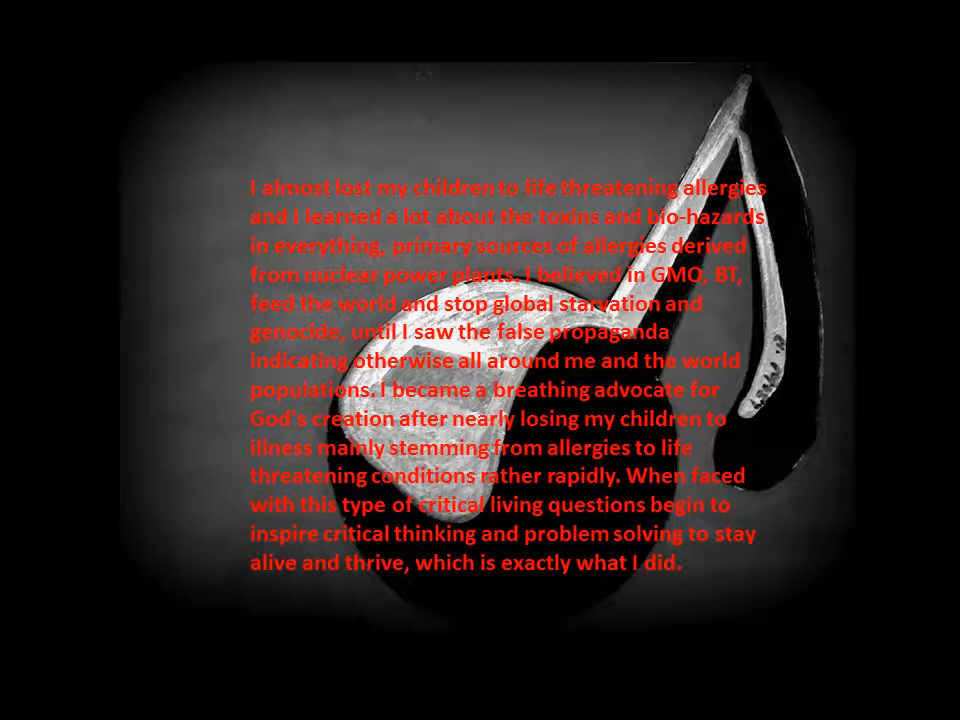 I almost lost my children to life threatening allergies
and I learned a lot about the toxins and bio-hazards
in everything, primary sources of allergies derived
from nuclear power plants. I believed in GMO, BT,
feed the world and stop global starvation and
genocide, until I saw the false propaganda
indicating otherwise all around me and the world
populations. I became a breathing advocate for
God's creation after nearly losing my children to
illness mainly stemming from allergies to life
threatening conditions rather rapidly. When faced
with this type of critical living questions begin to
inspire critical thinking and problem solving to stay
alive and thrive, which is exactly what I did.